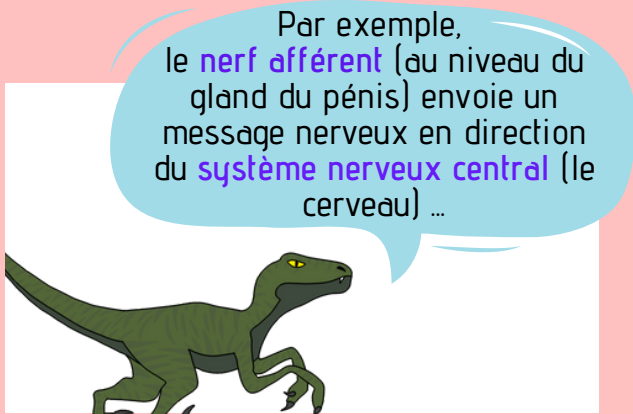 Par exemple,
le nerf afférent (au niveau du
gland du pénis) envoie un
message nerveux en direction
du système nerveux central (le
cerveau) ...